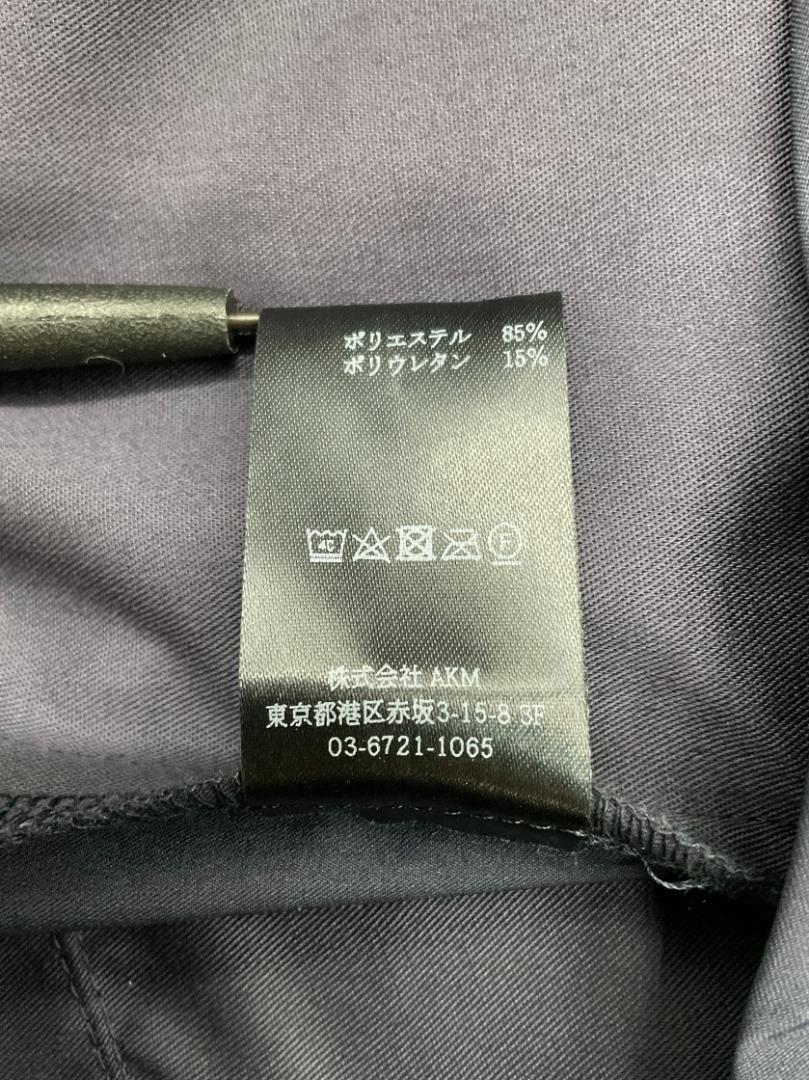 ポリエステル 85%
ポリウレタン 15%
40
F
株式会社 AKM
東京都港区赤坂3-15-8 3F
03-6721-1065